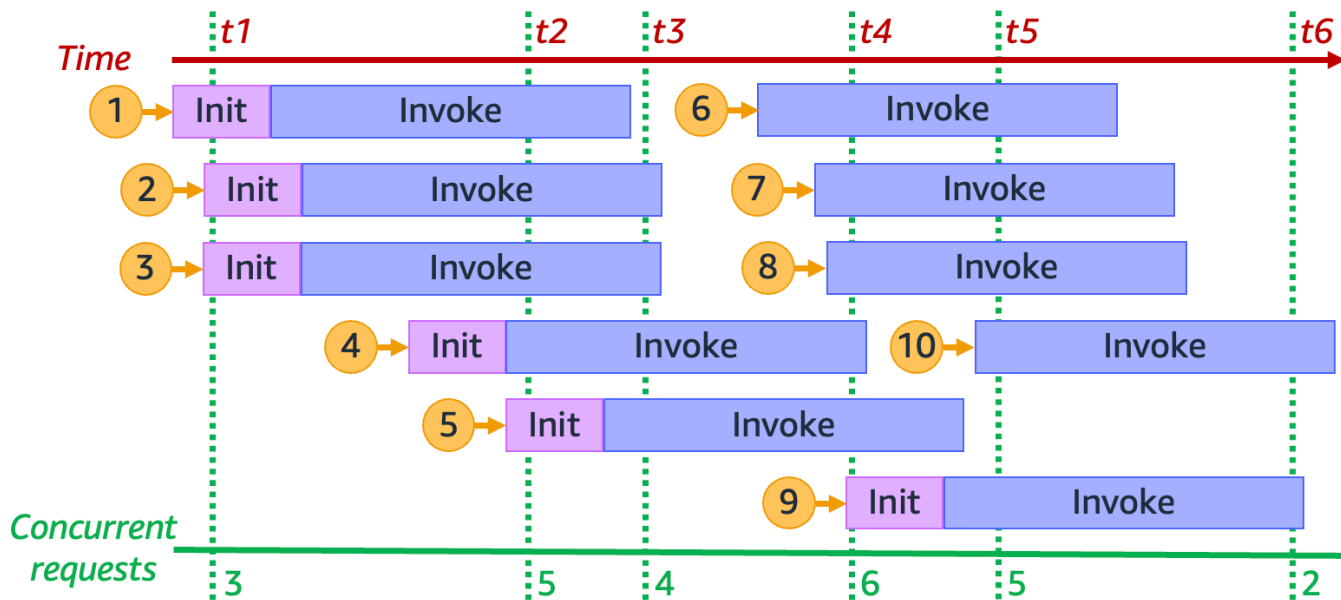 t1 t2 t3 t4 t5 t6
Time
1 Init Invoke 6 Invoke
2 Init Invoke 7 Invoke
3 Init Invoke 8 Invoke
4 Init Invoke 10 Invoke
5 Init Invoke
9 Init Invoke
Concurrent
requests
3 5 4 6 5 2